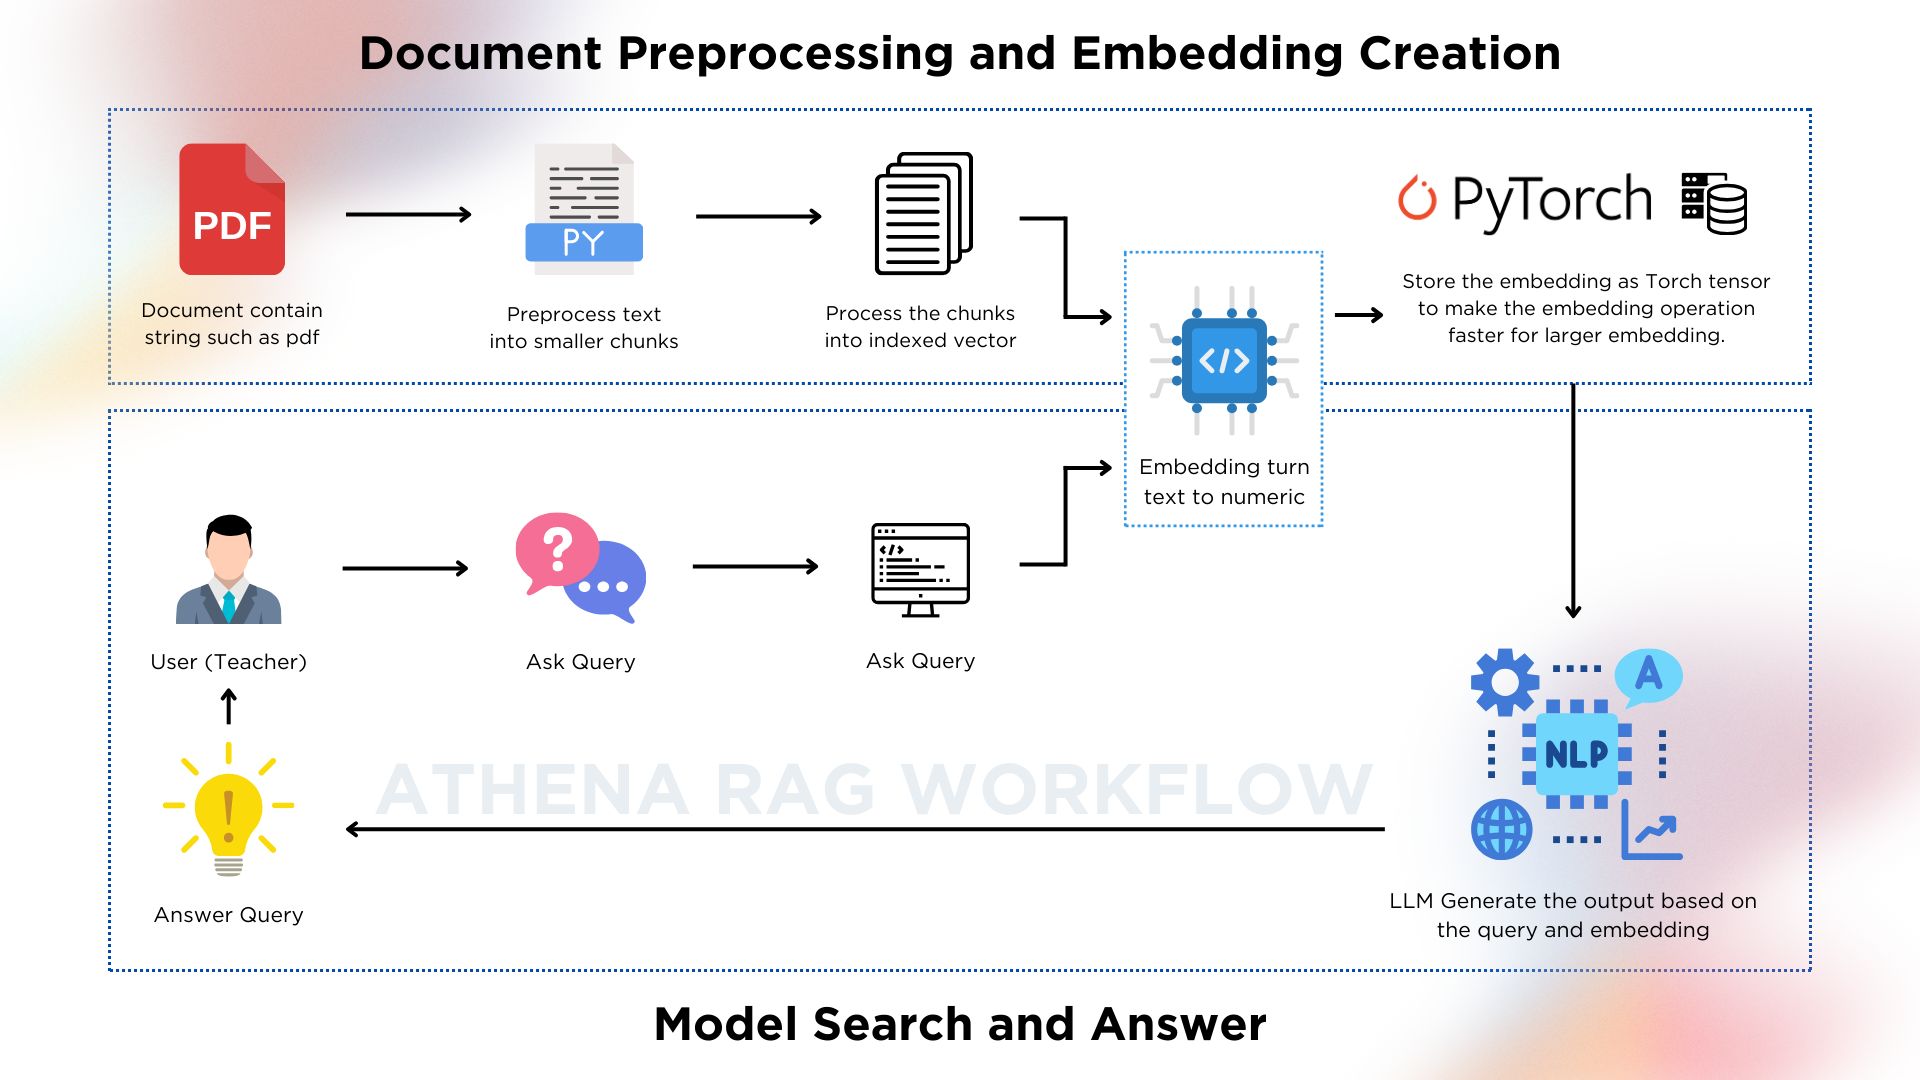 Document Preprocessing and Embedding Creation
PDF
Document contain
string such as pdf
PY
Preprocess text
into smaller chunks
Process the chunks
into indexed vector
</>
Embedding turn
text to numeric
PyTorch
Store the embedding as Torch tensor
to make the embedding operation
faster for larger embedding.
User (Teacher)
?
Ask Query
</>
Ask Query
A
NLP
LLM Generate the output based on
the query and embedding
ATHENA RAG WORKFLOW
!
Answer Query
Model Search and Answer